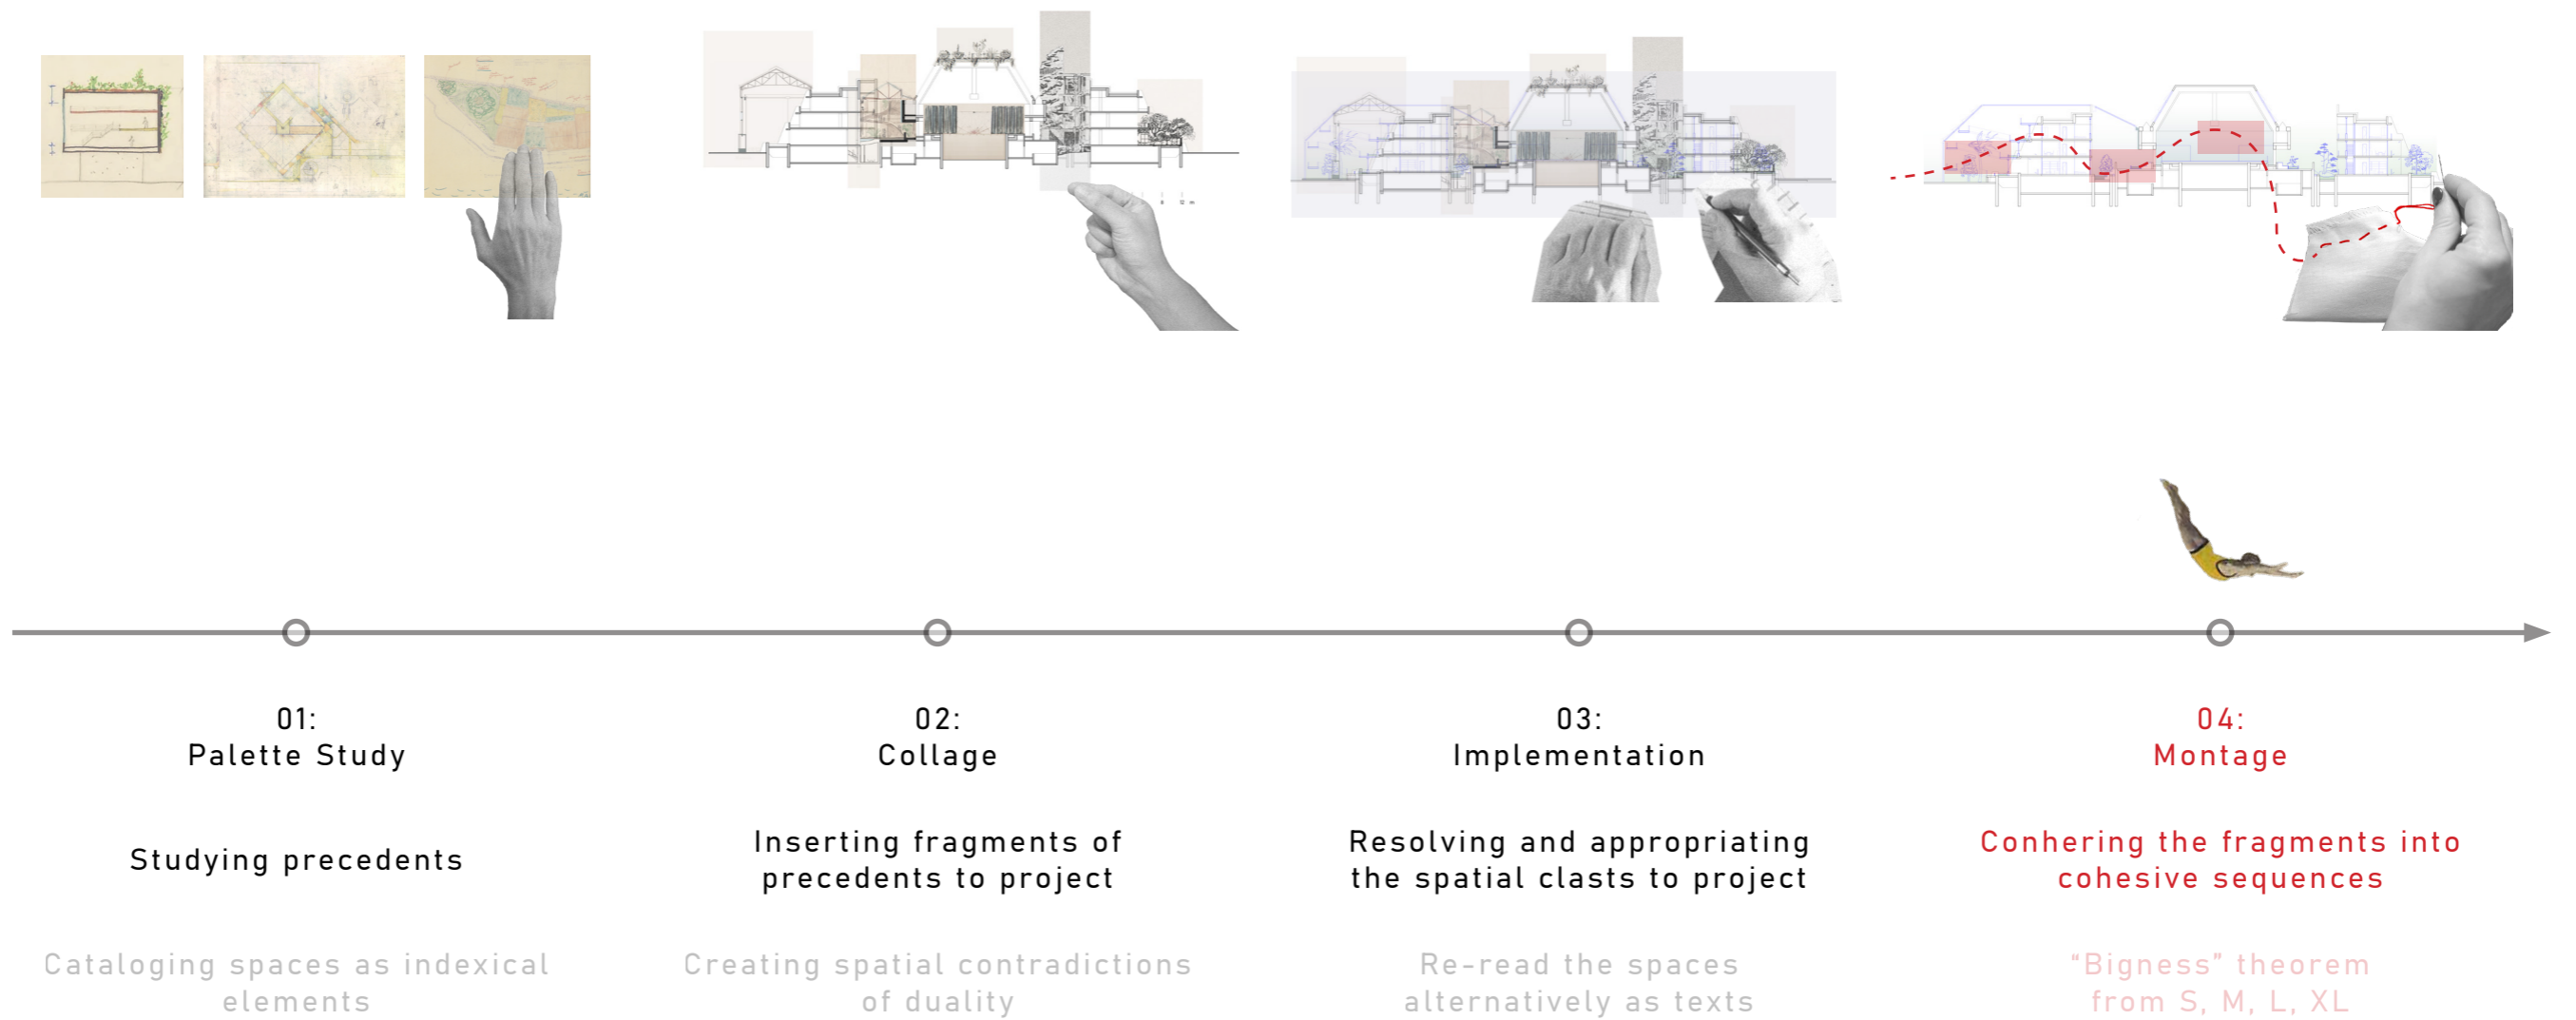 01:
Palette Study
Studying precedents
Cataloging spaces as indexical
elements
02:
Collage
Inserting fragments of
precedents to project
Creating spatial contradictions
of duality
03:
Implementation
Resolving and appropriating
the spatial clasts to project
Re-read the spaces
alternatively as texts
04:
Montage
Conhering the fragments into
cohesive sequences
“Bigness” theorem
from S, M, L, XL